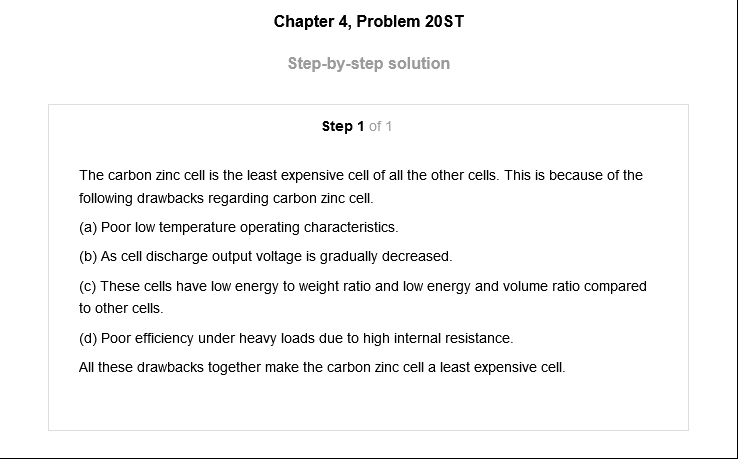 Chapter 4, Problem 20ST
Step-by-step solution
Step 1 of 1
The carbon zinc cell is the least expensive cell of all the other cells. This is because of the
following drawbacks regarding carbon zinc cell.
(a) Poor low temperature operating characteristics.
(b) As cell discharge output voltage is gradually decreased.
(c) These cells have low energy to weight ratio and low energy and volume ratio compared
to other cells.
(d) Poor efficiency under heavy loads due to high internal resistance.
All these drawbacks together make the carbon zinc cell a least expensive cell.